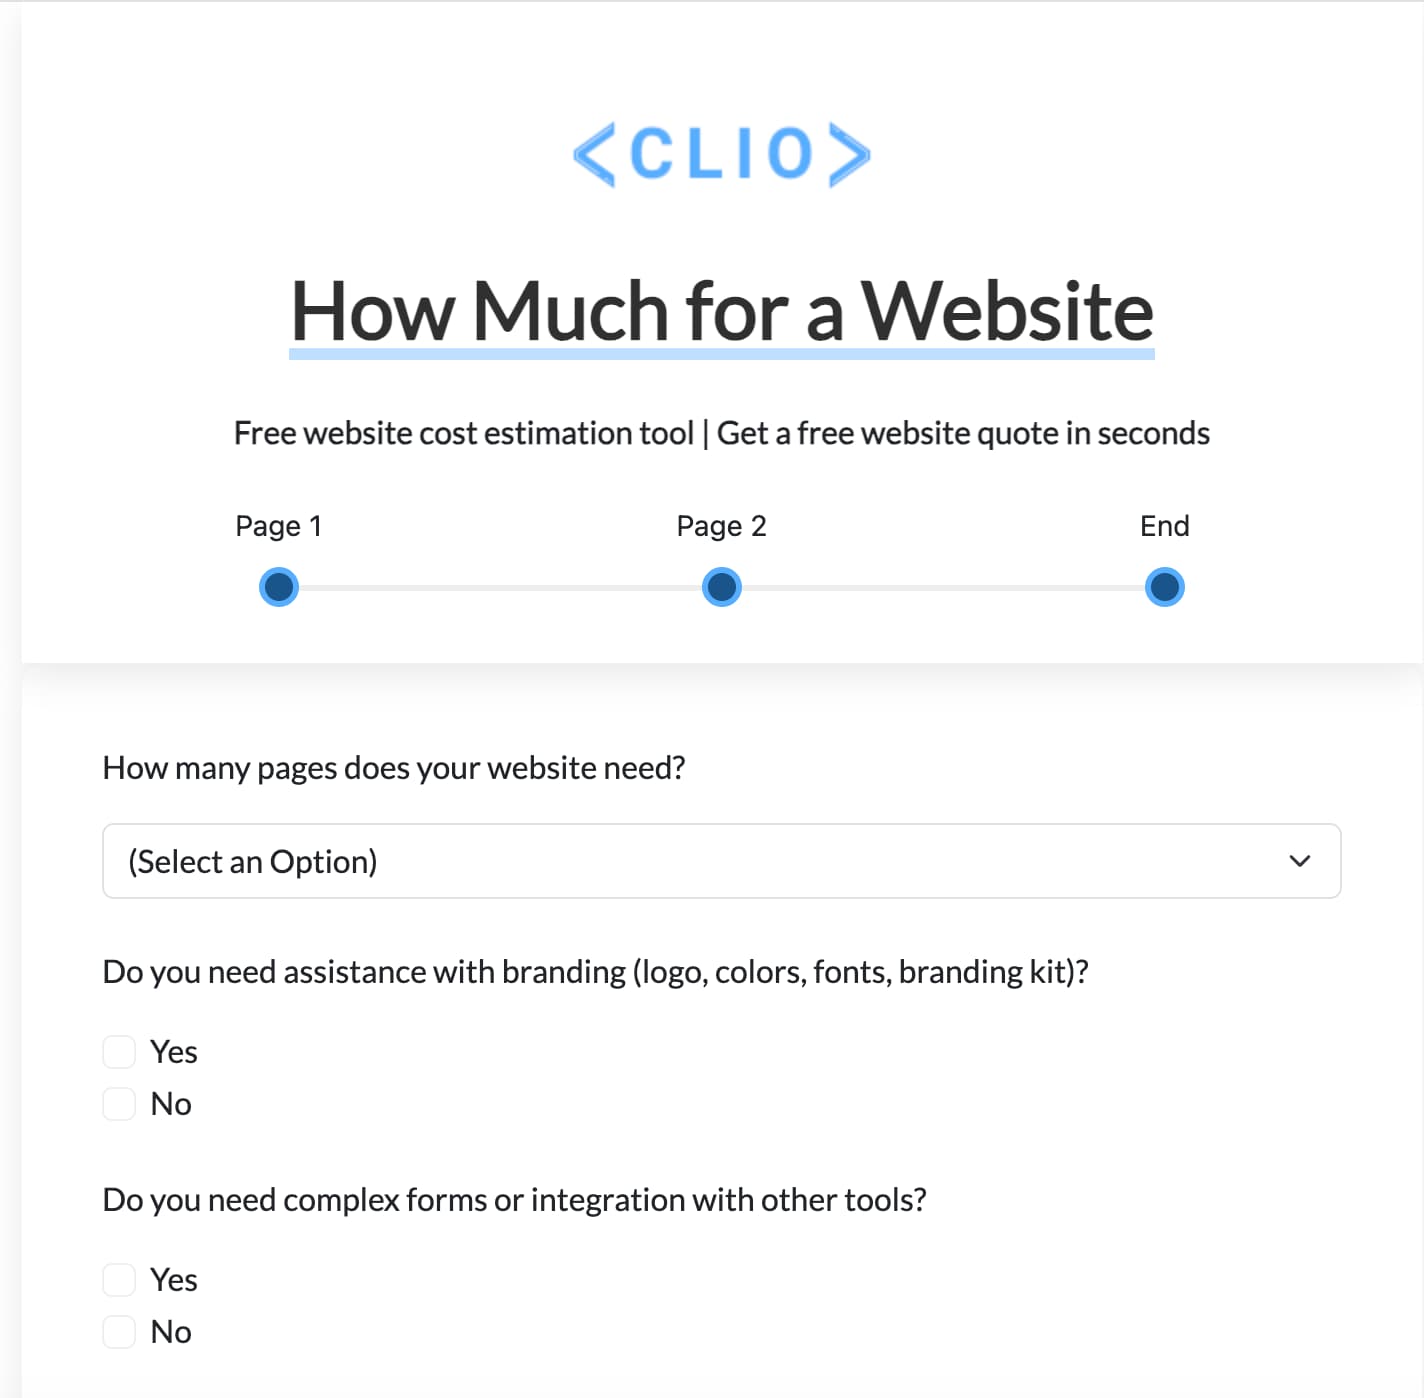 <CLIO>
How Much for a Website
Free website cost estimation tool | Get a free website quote in seconds
Page 1
Page 2
End
How many pages does your website need?
(Select an Option)
Do you need assistance with branding (logo, colors, fonts, branding kit)?
Yes
No
Do you need complex forms or integration with other tools?
Yes
No